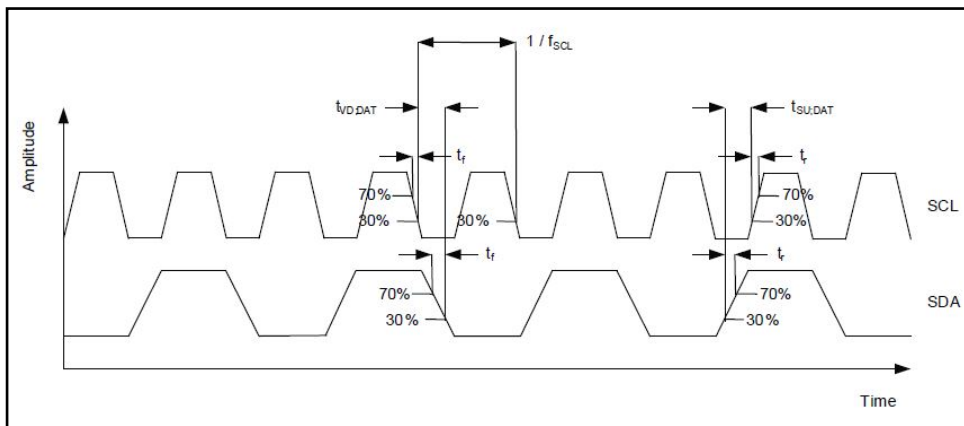 1 / fSCL
tVD;DAT
tSU;DAT
Amplitude
tf
tr
70%
70%
30%
30%
30%
SCL
tf
tr
70%
70%
SDA
30%
30%
Time